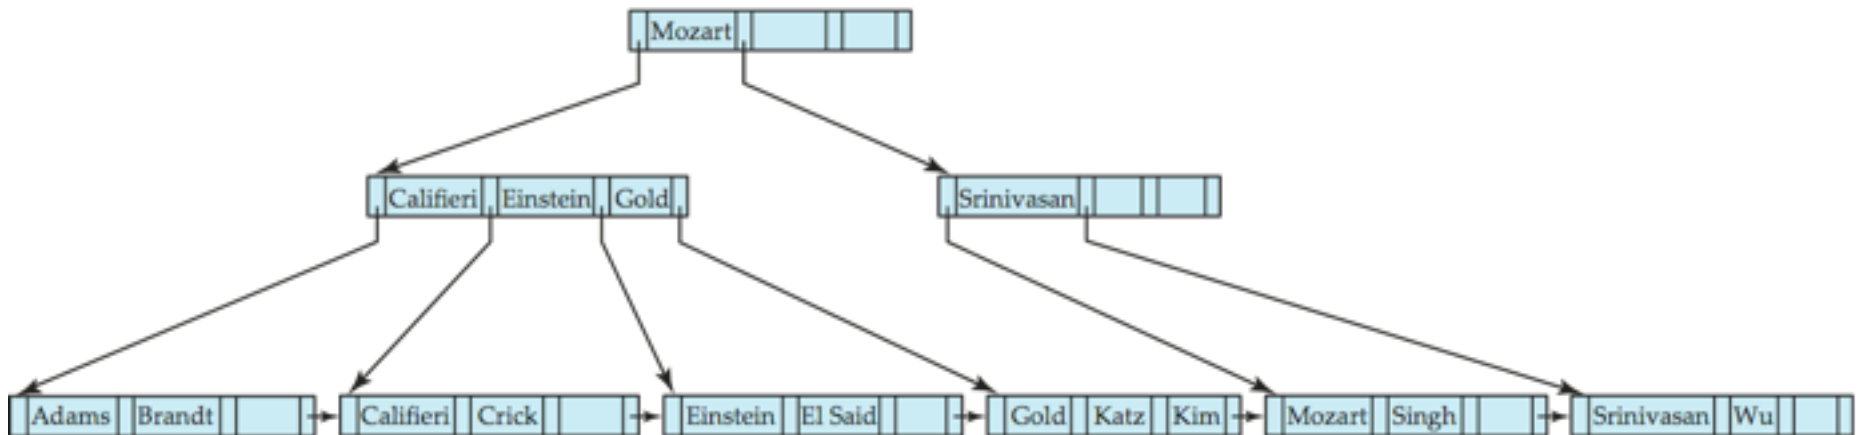 Mozart
Califieri Einstein Gold Srinivasan
Adams Brandt Califieri Crick Einstein El Said Gold Katz Kim Mozart Singh Srinivasan Wu